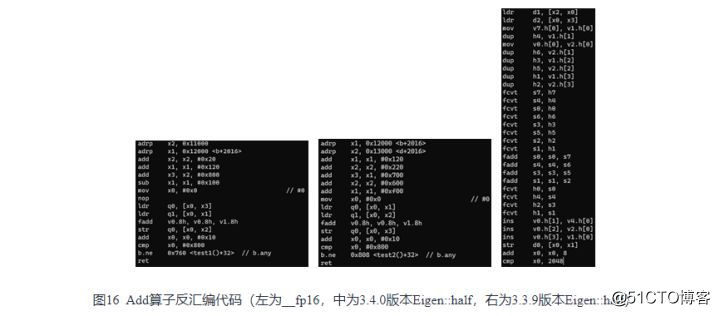 adrp x2, 0x11000
adrp x1, 0x12000 <b+2016>
add x2, x2, #0x20
add x1, x1, #0x120
add x3, x2, #0x800
sub x1, x1, #0x100
mov x0, #0x0 // #0
nop
ldr q0, [x0, x3]
ldr q1, [x0, x1]
fadd v0.8h, v0.8h, v1.8h
str q0, [x0, x2]
add x0, x0, #0x10
cmp x0, #0x800
b.ne 0x760 <test1()+32> // b.any
ret
adrp x1, 0x12000 <b+2016>
adrp x2, 0x13000 <d+2016>
add x1, x1, #0x120
add x2, x2, #0x220
add x3, x1, #0x700
add x2, x2, #0x600
add x1, x1, #0xf00
mov x0, #0x0 // #0
ldr q0, [x0, x1]
ldr q1, [x0, x2]
fadd v0.8h, v0.8h, v1.8h
str q0, [x0, x3]
add x0, x0, #0x10
cmp x0, #0x800
b.ne 0x808 <test2()+32> // b.any
ret
ldr d1, [x2, x0]
ldr d2, [x0, x3]
mov v7.h[0], v1.h[0]
dup h4, v1.h[1]
mov v0.h[0], v2.h[0]
dup h6, v2.h[1]
dup h3, v1.h[2]
dup h5, v2.h[2]
dup h1, v1.h[3]
dup h2, v2.h[3]
fcvt s7, h7
fcvt s4, h4
fcvt s0, h0
fcvt s6, h6
fcvt s3, h3
fcvt s5, h5
fcvt s2, h2
fcvt s1, h1
fadd s0, s0, s7
fadd s4, s4, s6
fadd s3, s3, s5
fadd s1, s1, s2
fcvt h0, s0
fcvt h4, s4
fcvt h2, s3
fcvt h1, s1
ins v0.h[1], v4.h[0]
ins v0.h[2], v2.h[0]
ins v0.h[3], v1.h[0]
str d0, [x0, x1]
add x0, x0, 8
cmp x0, 2048
图16 Add算子反汇编代码（左为__fp16，中为3.4.0版本Eigen::half，右为3.3.9版本Eigen::half
@51CTO博客